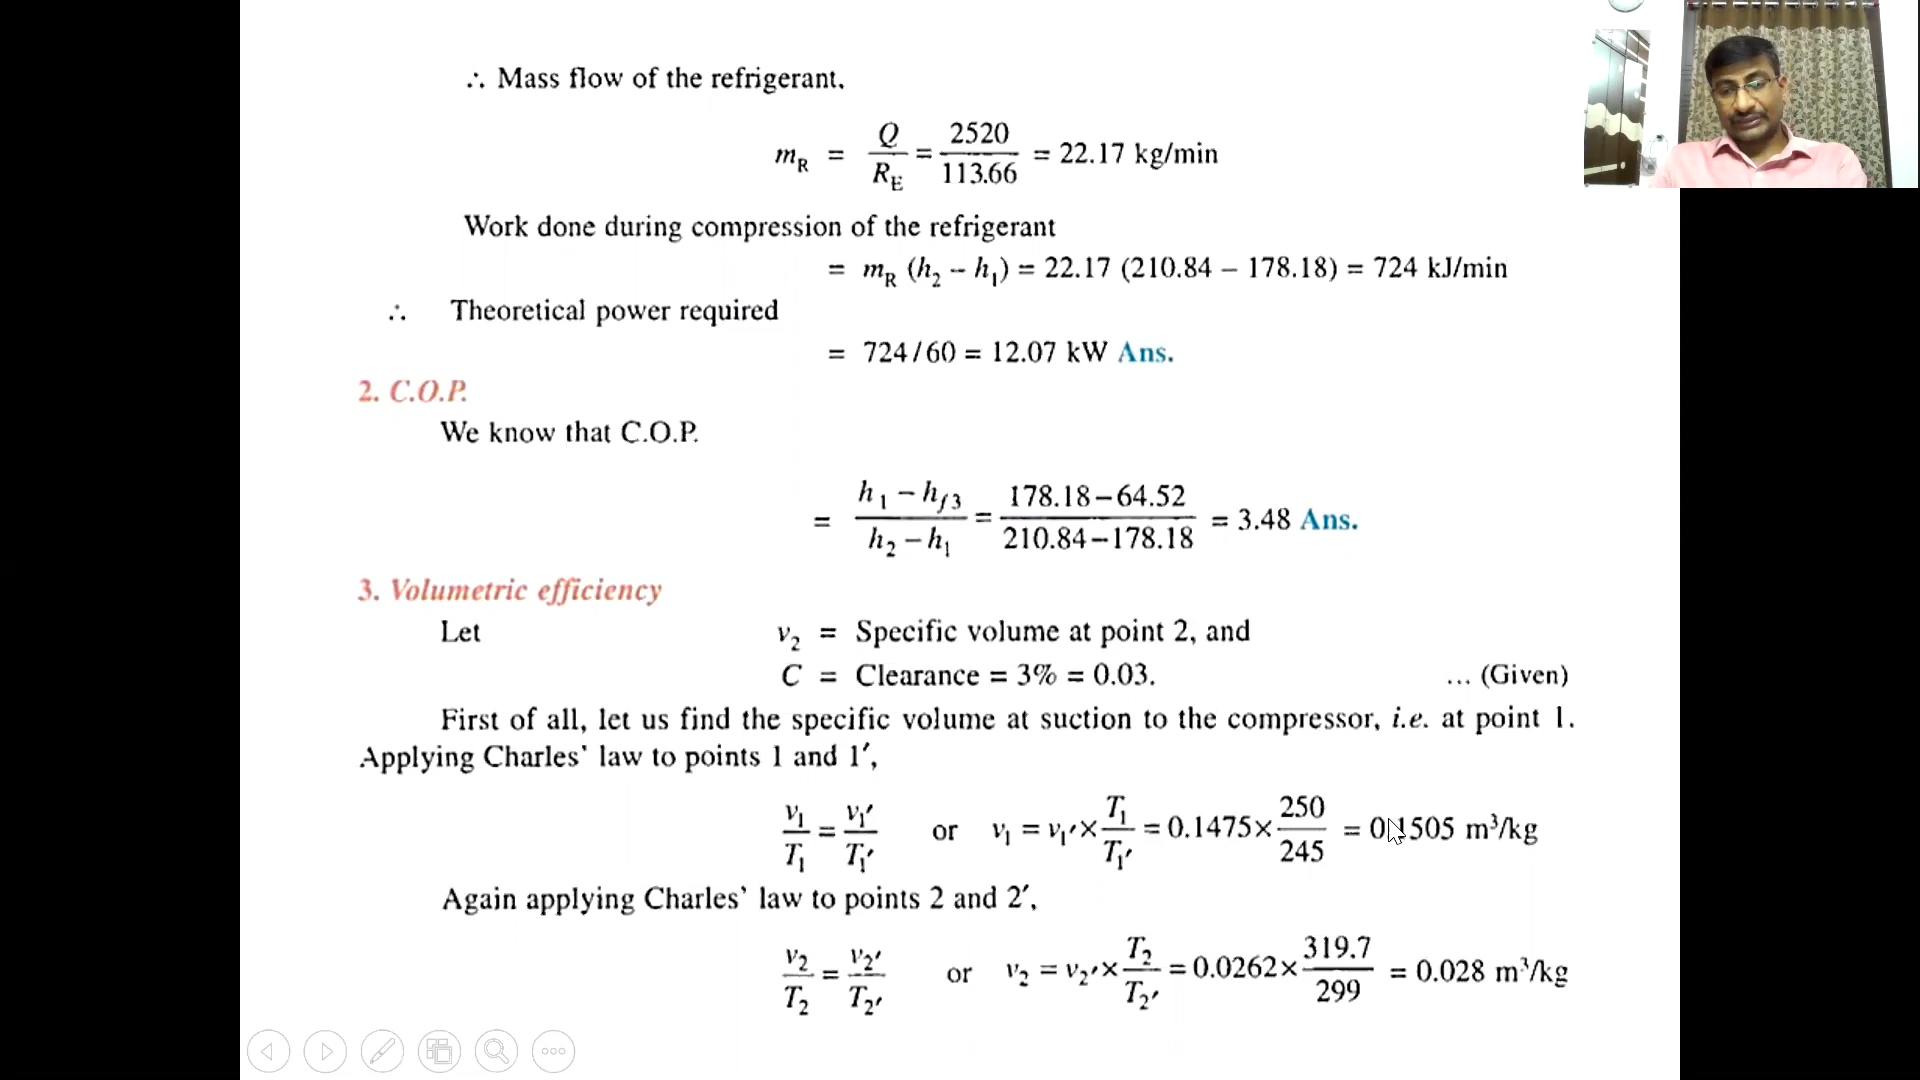 ∴ Mass flow of the refrigerant,
m_R = Q/R_E = 2520/113.66 = 22.17 kg/min
Work done during compression of the refrigerant
= m_R (h_2 – h_1) = 22.17 (210.84 – 178.18) = 724 kJ/min
∴ Theoretical power required
= 724/60 = 12.07 kW Ans.
2. C.O.P.
We know that C.O.P.
= (h_1 – h_f3)/(h_2 – h_1) = (178.18 – 64.52)/(210.84 – 178.18) = 3.48 Ans.
3. Volumetric efficiency
Let v_2 = Specific volume at point 2, and
C = Clearance = 3% = 0.03. ... (Given)
First of all, let us find the specific volume at suction to the compressor, i.e. at point 1.
Applying Charles' law to points 1 and 1′,
v_1/T_1 = v_1′/T_1′ or v_1 = v_1′ × T_1/T_1′ = 0.1475 × 250/245 = 0.1505 m³/kg
Again applying Charles' law to points 2 and 2′,
v_2/T_2 = v_2′/T_2′ or v_2 = v_2′ × T_2/T_2′ = 0.0262 × 319.7/299 = 0.028 m³/kg